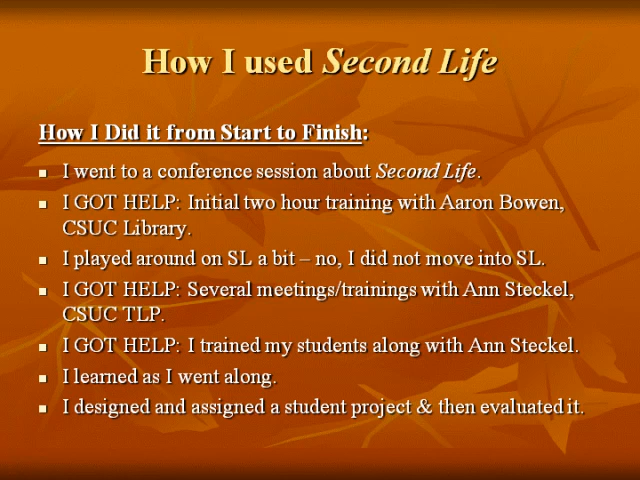 How I used Second Life
How I Did it from Start to Finish:
I went to a conference session about Second Life.
I GOT HELP: Initial two hour training with Aaron Bowen,
CSUC Library.
I played around on SL a bit – no, I did not move into SL.
I GOT HELP: Several meetings/trainings with Ann Steckel,
CSUC TLP.
I GOT HELP: I trained my students along with Ann Steckel.
I learned as I went along.
I designed and assigned a student project & then evaluated it.